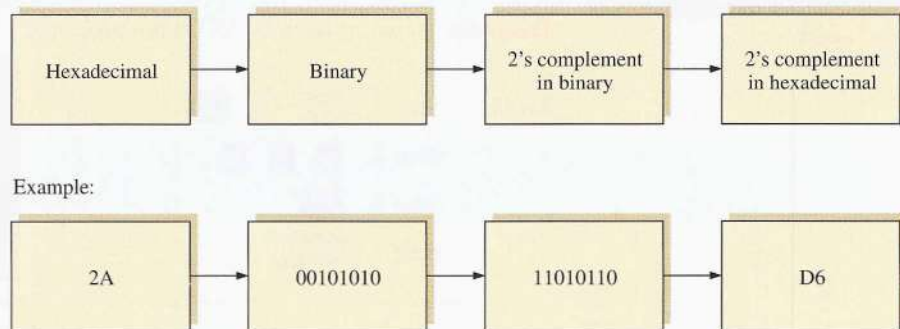 Hexadecimal
Binary
2's complement
in binary
2's complement
in hexadecimal
Example:
2A
00101010
11010110
D6